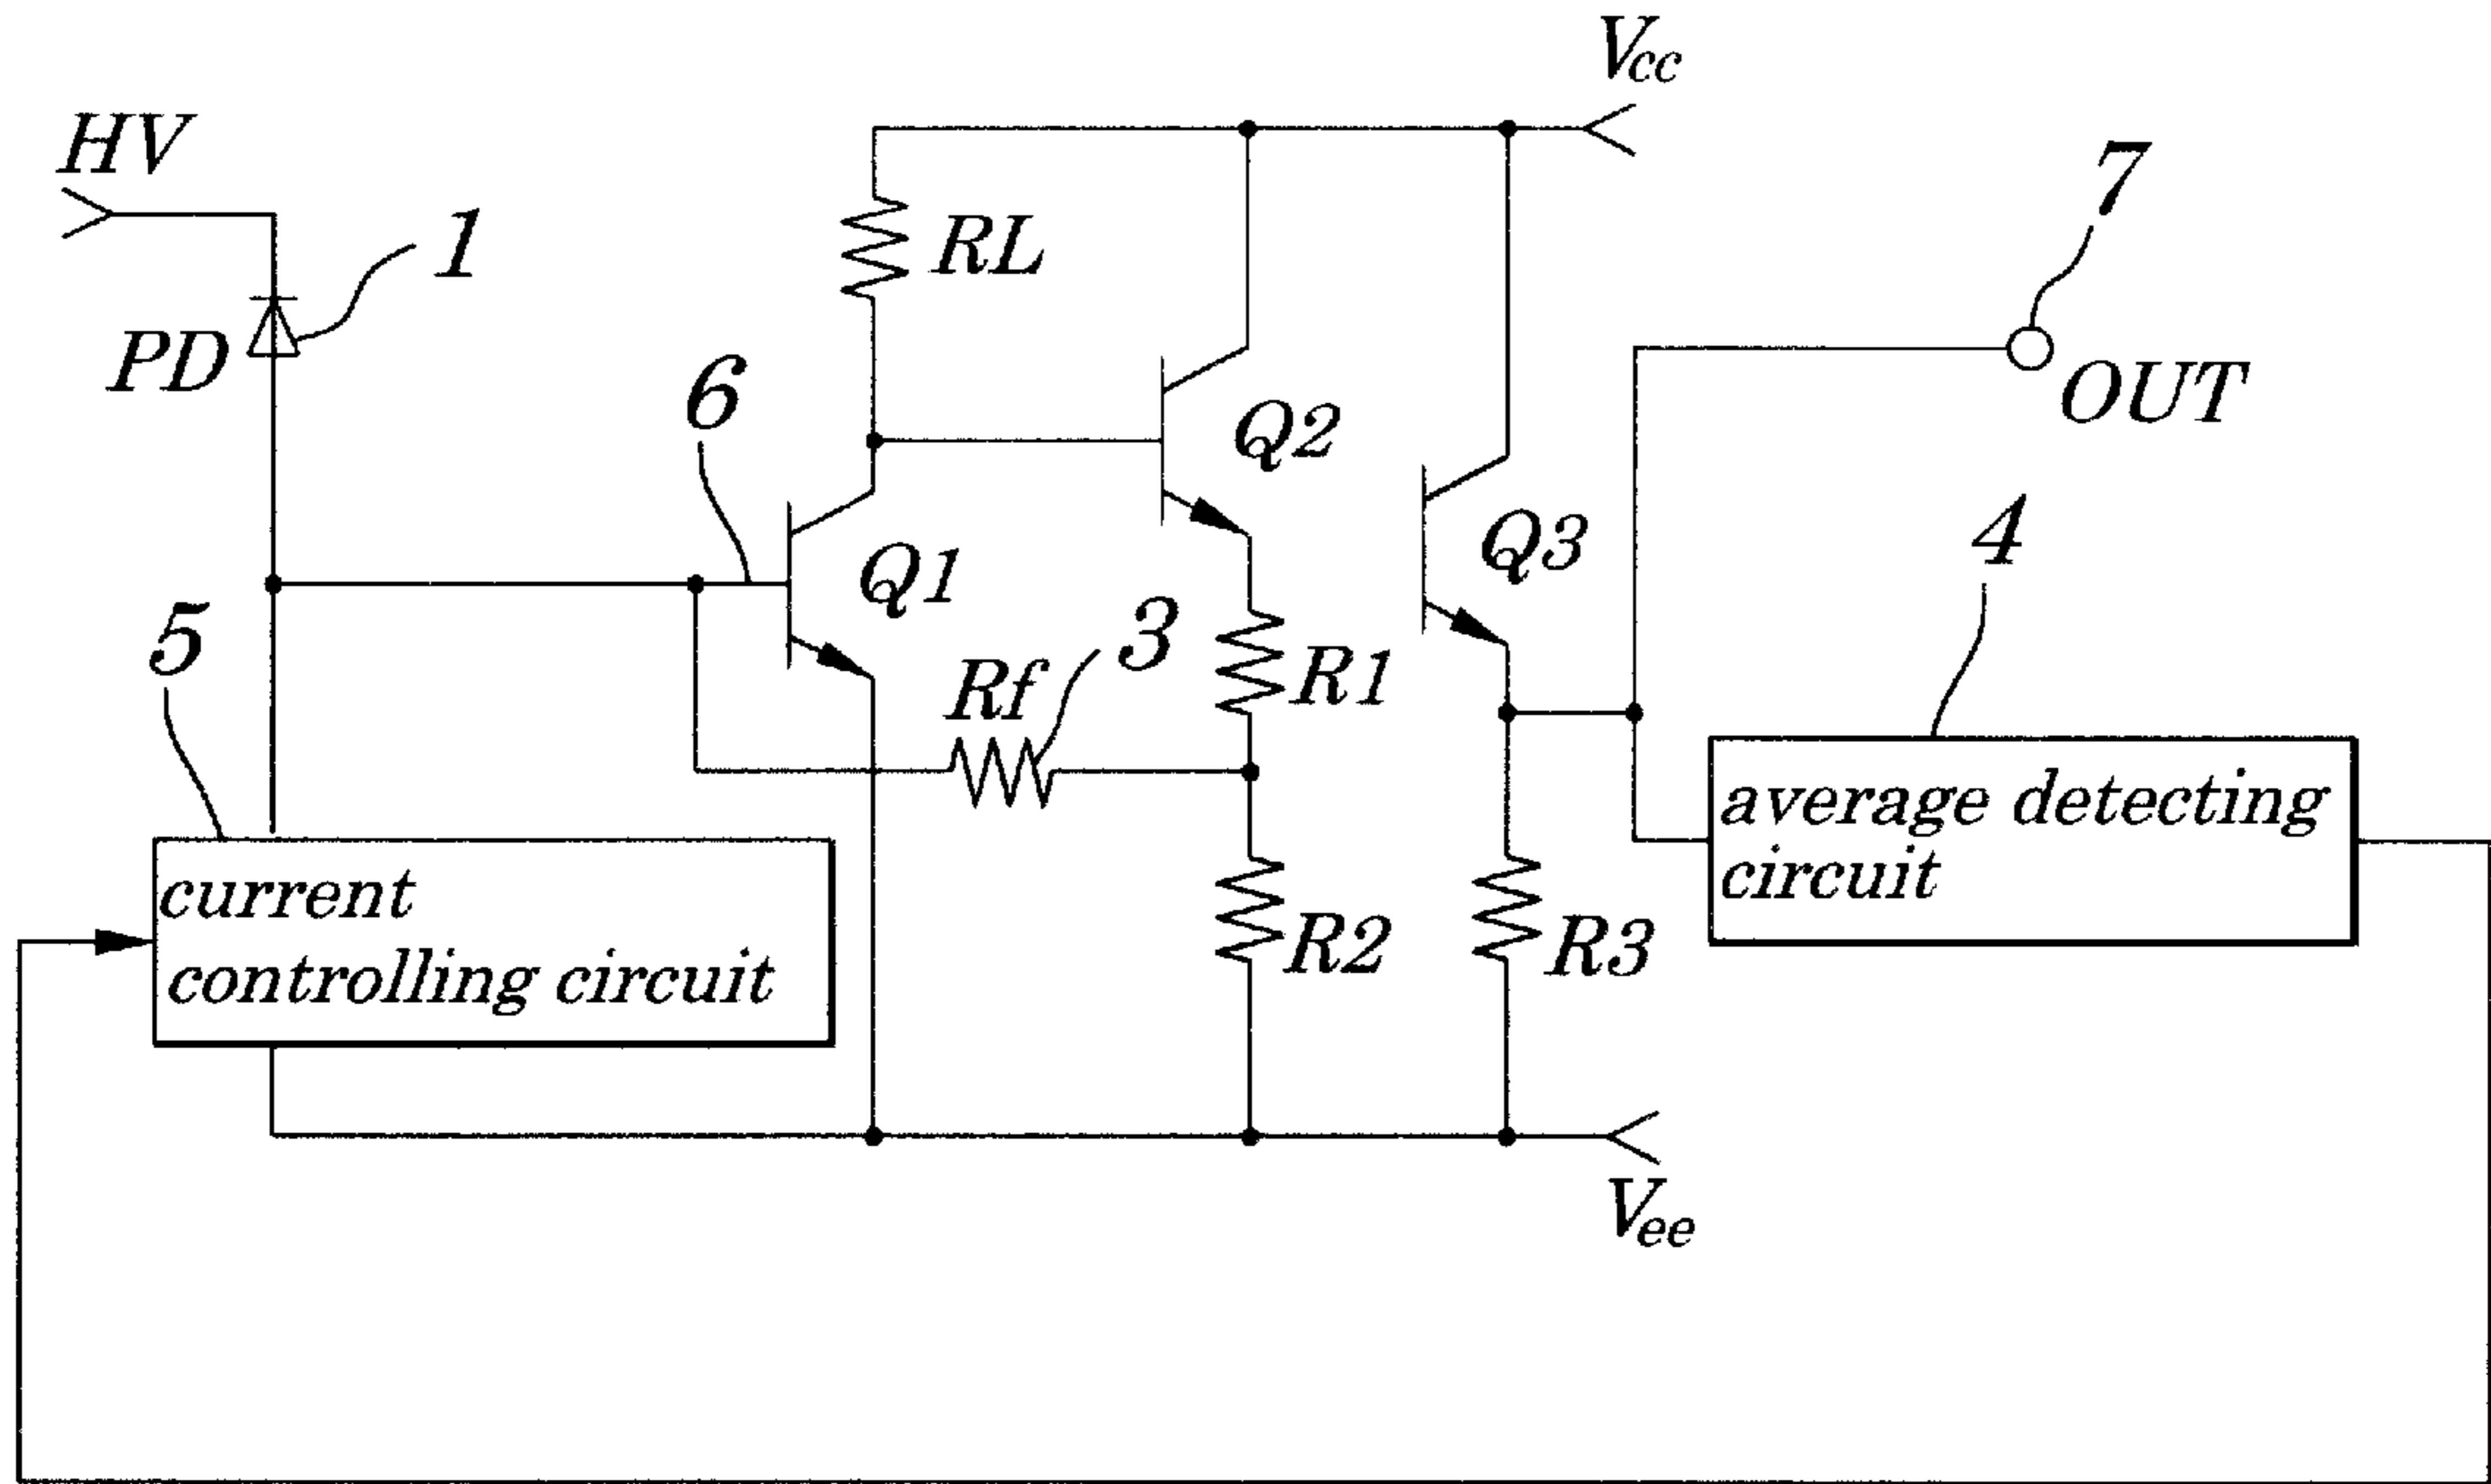 Vcc
HV
7
1
RL
PD
6
OUT
Q2
4
Q3
Q1
5
3
Rf
R1
average detecting
circuit
current
controlling circuit
R2
R3
Vee